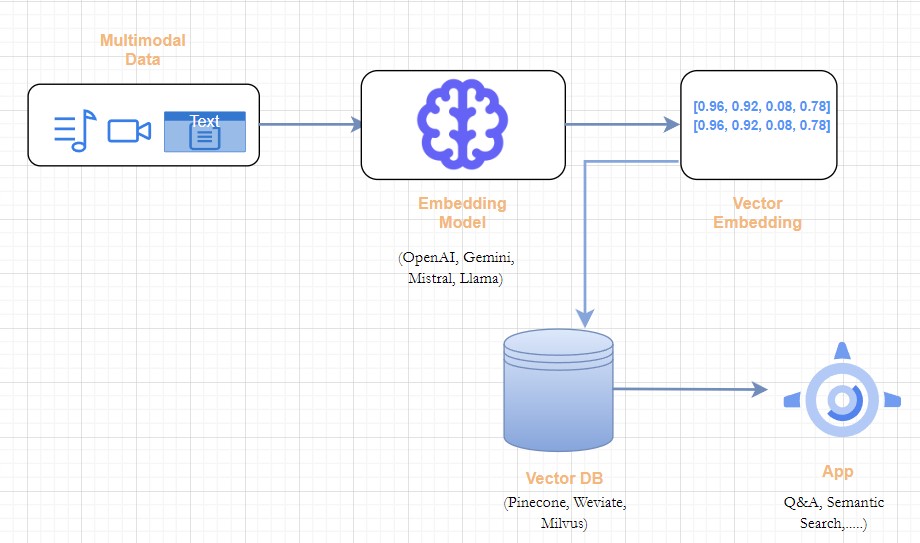 Multimodal
Data
Text
[0.96, 0.92, 0.08, 0.78]
[0.96, 0.92, 0.08, 0.78]
Embedding
Model
(OpenAI, Gemini,
Mistral, Llama)
Vector
Embedding
Vector DB
(Pinecone, Weviate,
Milvus)
App
Q&A, Semantic
Search,.....)